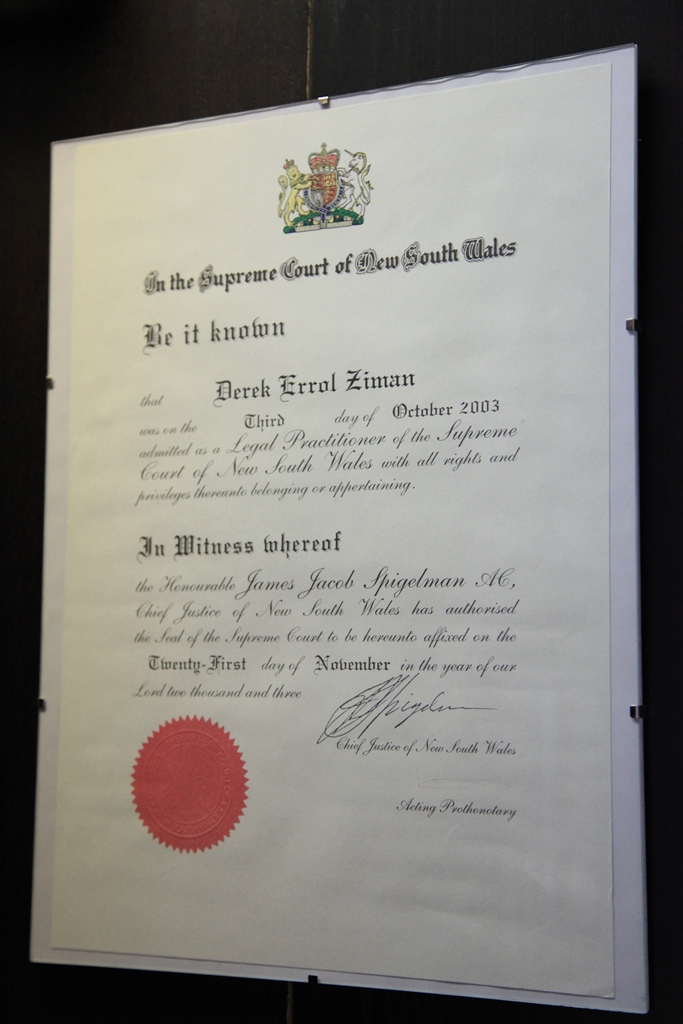 In the Supreme Court of New South Wales
Be it known
that Derek Errol Ziman
was on the Third day of October 2003
admitted as a Legal Practitioner of the Supreme
Court of New South Wales with all rights and
privileges thereunto belonging or appertaining.
In Witness whereof
the Honourable James Jacob Spigelman AC,
Chief Justice of New South Wales has authorised
the Seal of the Supreme Court to be hereunto affixed on the
Twenty-First day of November in the year of our
Lord two thousand and three
Chief Justice of New South Wales
Acting Prothonotary